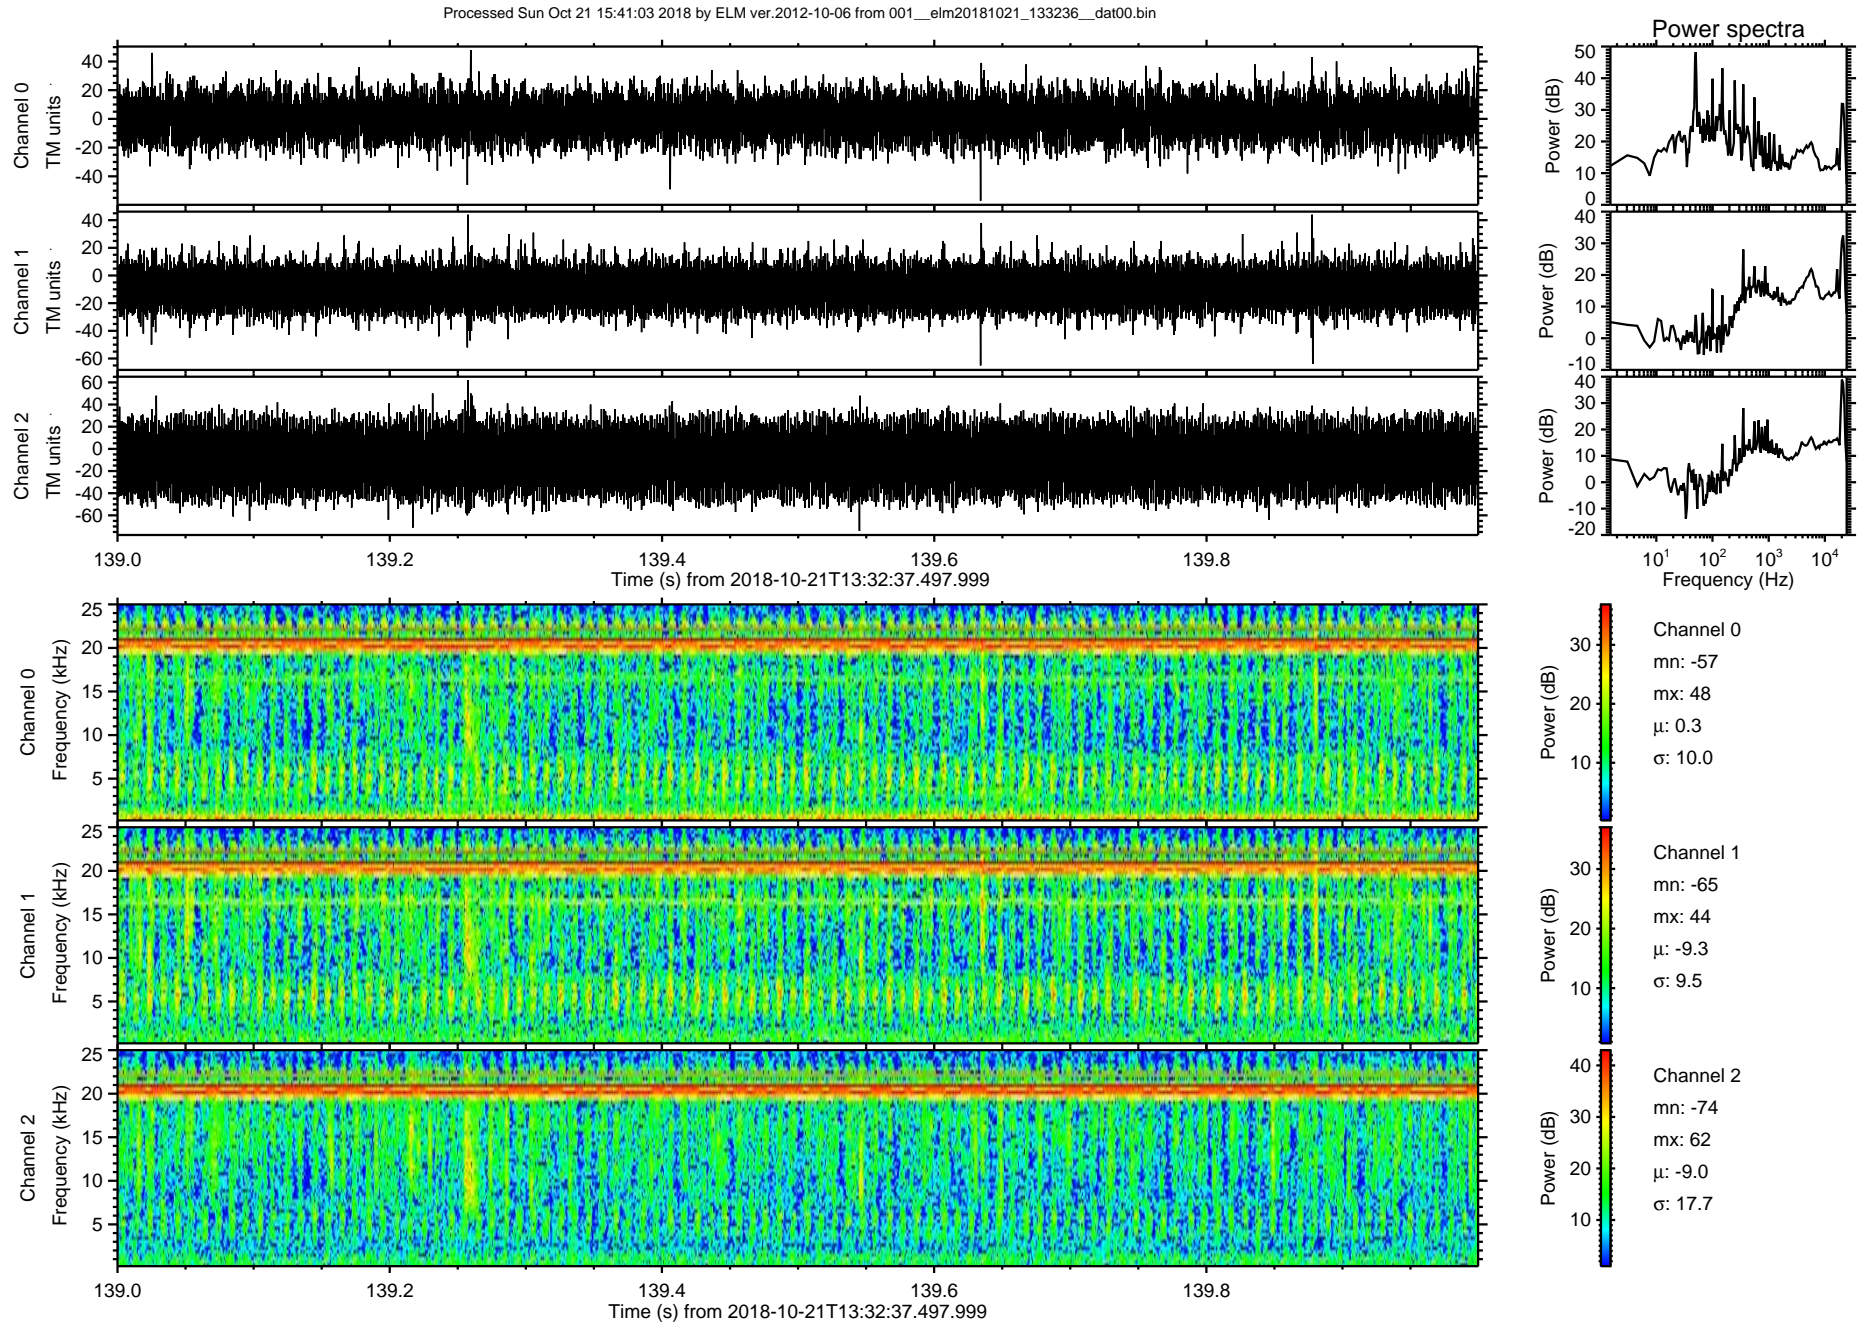 Processed Sun Oct 21 15:41:03 2018 by ELM ver.2012-10-06 from 001__elm20181021_133236__dat00.bin
Power spectra
Channel 0
TM units
40
20
0
-20
-40
Power (dB)
50
40
30
20
10
0
Channel 1
TM units
40
20
0
-20
-40
-60
Power (dB)
40
30
20
10
0
-10
Channel 2
TM units
60
40
20
0
-20
-40
-60
Power (dB)
40
30
20
10
0
-10
-20
139.0 139.2 139.4 139.6 139.8
Time (s) from 2018-10-21T13:32:37.497.999
10¹ 10² 10³ 10⁴
Frequency (Hz)
Channel 0
Frequency (kHz)
25
20
15
10
5
Power (dB)
30
20
10
Channel 0
mn: -57
mx: 48
μ: 0.3
σ: 10.0
Channel 1
Frequency (kHz)
25
20
15
10
5
Power (dB)
30
20
10
Channel 1
mn: -65
mx: 44
μ: -9.3
σ: 9.5
Channel 2
Frequency (kHz)
25
20
15
10
5
Power (dB)
40
30
20
10
Channel 2
mn: -74
mx: 62
μ: -9.0
σ: 17.7
139.0 139.2 139.4 139.6 139.8
Time (s) from 2018-10-21T13:32:37.497.999